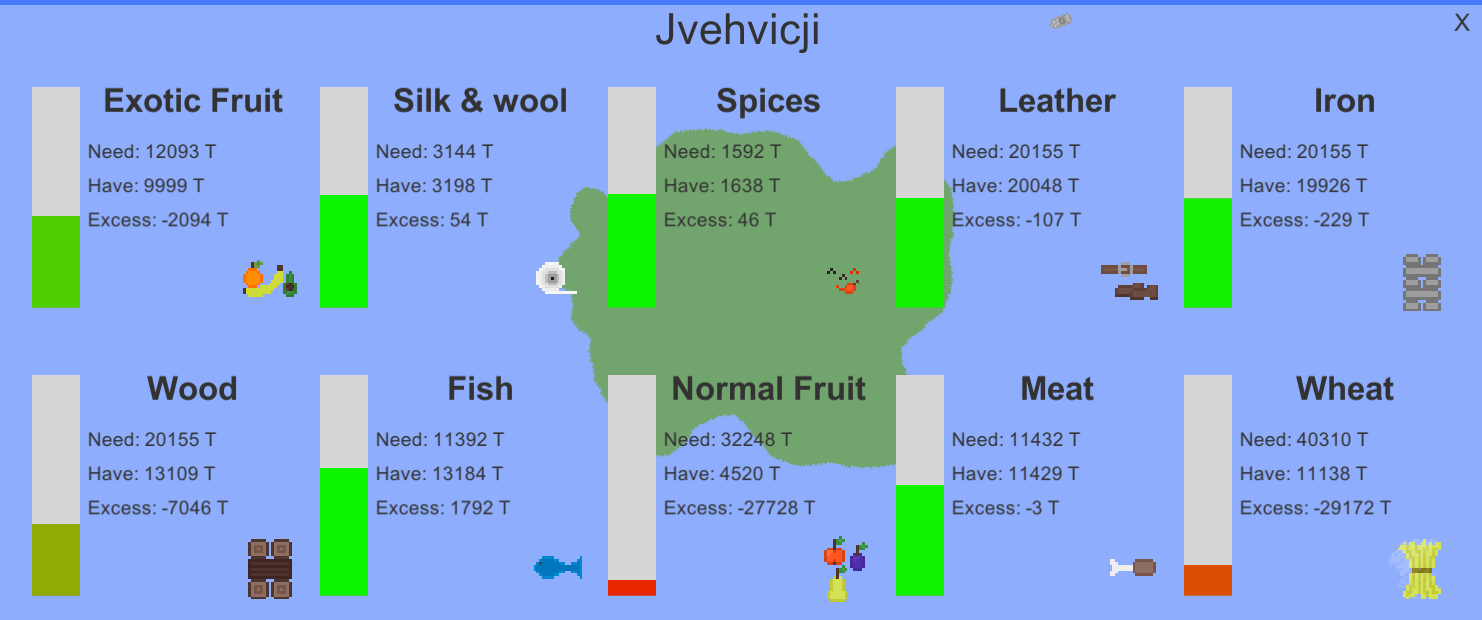 Jvehvicji
X
Exotic Fruit
Need: 12093 T
Have: 9999 T
Excess: -2094 T
Silk & wool
Need: 3144 T
Have: 3198 T
Excess: 54 T
Spices
Need: 1592 T
Have: 1638 T
Excess: 46 T
Leather
Need: 20155 T
Have: 20048 T
Excess: -107 T
Iron
Need: 20155 T
Have: 19926 T
Excess: -229 T
Wood
Need: 20155 T
Have: 13109 T
Excess: -7046 T
Fish
Need: 11392 T
Have: 13184 T
Excess: 1792 T
Normal Fruit
Need: 32248 T
Have: 4520 T
Excess: -27728 T
Meat
Need: 11432 T
Have: 11429 T
Excess: -3 T
Wheat
Need: 40310 T
Have: 11138 T
Excess: -29172 T